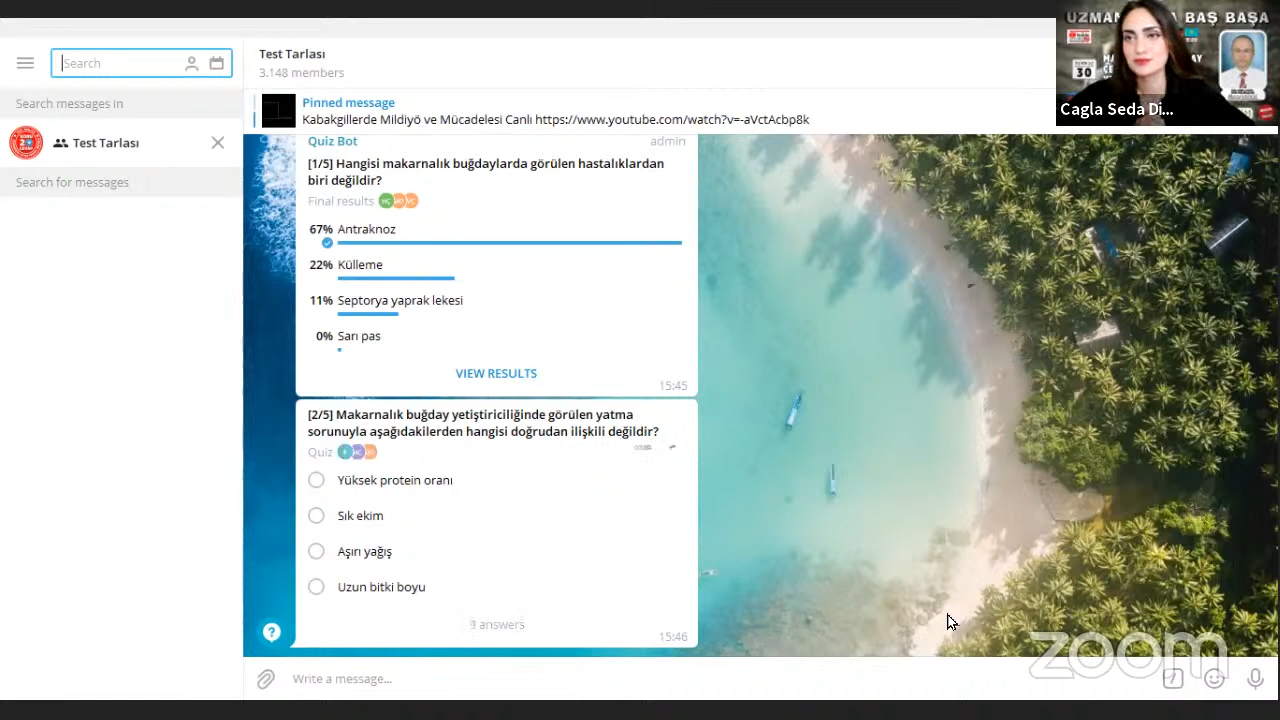 Search
Search messages in
Test Tarlası
Search for messages
Test Tarlası
3.148 members
Pinned message
Kabakgillerde Mildiyö ve Mücadelesi Canlı https://www.youtube.com/watch?v=-aVctAcbp8k
Quiz Bot
admin
[1/5] Hangisi makarnalık buğdaylarda görülen hastalıklardan
biri değildir?
Final results
67% Antraknoz
22% Külleme
11% Septorya yaprak lekesi
0% Sarı pas
VIEW RESULTS
15:45
[2/5] Makarnalık buğday yetiştiriciliğinde görülen yatma
sorunuyla aşağıdakilerden hangisi doğrudan ilişkili değildir?
Quiz
Yüksek protein oranı
Sık ekim
Aşırı yağış
Uzun bitki boyu
answers
15:46
Write a message...
BAŞ BAŞA
30
Cagla Seda Di...
zoom